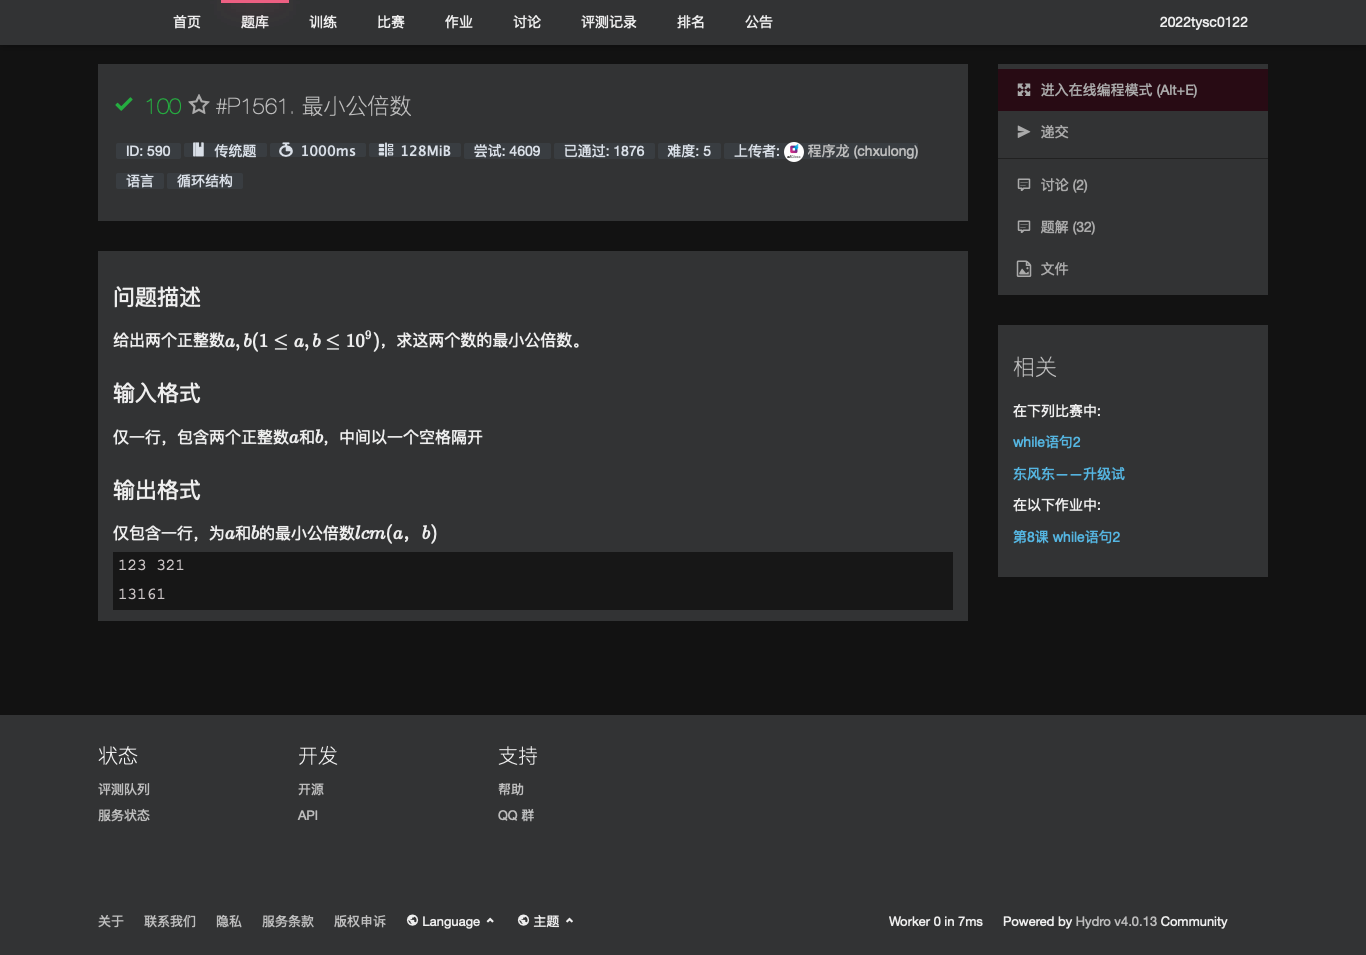 首页 题库 训练 比赛 作业 讨论 评测记录 排名 公告 2022tysc0122
100 #P1561. 最小公倍数
ID: 590 传统题 1000ms 128MiB 尝试: 4609 已通过: 1876 难度: 5 上传者: 程序龙 (chxulong)
语言 循环结构
问题描述
给出两个正整数a,b(1 ≤ a,b ≤ 10⁹)，求这两个数的最小公倍数。
输入格式
仅一行，包含两个正整数a和b，中间以一个空格隔开
输出格式
仅包含一行，为a和b的最小公倍数lcm(a，b)
123 321
13161
进入在线编程模式 (Alt+E)
递交
讨论 (2)
题解 (32)
文件
相关
在下列比赛中:
while语句2
东风东——升级试
在以下作业中:
第8课 while语句2
状态
评测队列
服务状态
开发
开源
API
支持
帮助
QQ 群
关于 联系我们 隐私 服务条款 版权申诉 Language 主题 Worker 0 in 7ms Powered by Hydro v4.0.13 Community